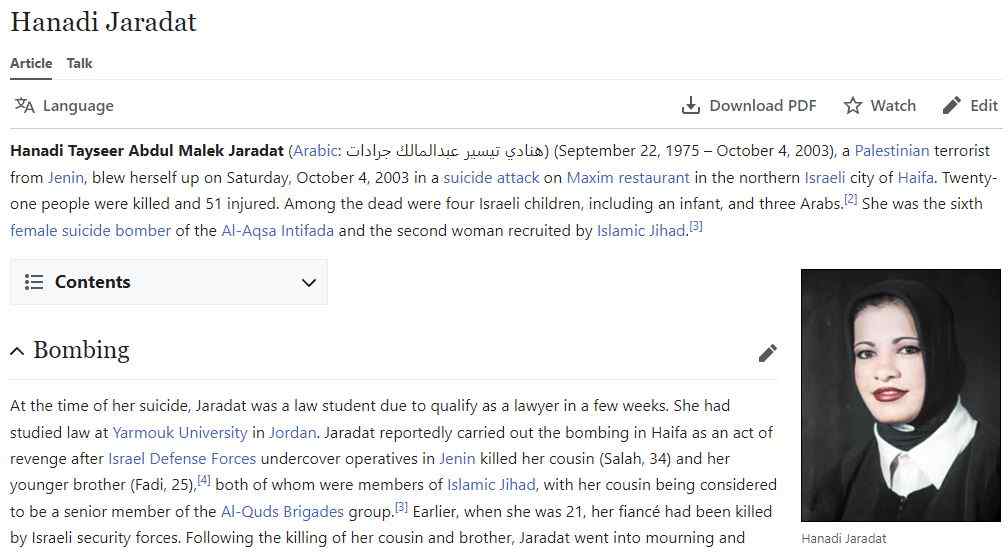 Hanadi Jaradat
Article Talk
Language Download PDF Watch Edit
Hanadi Tayseer Abdul Malek Jaradat (Arabic: هنادي تيسير عبدالمالك جرادات) (September 22, 1975 – October 4, 2003), a Palestinian terrorist
from Jenin, blew herself up on Saturday, October 4, 2003 in a suicide attack on Maxim restaurant in the northern Israeli city of Haifa. Twenty-
one people were killed and 51 injured. Among the dead were four Israeli children, including an infant, and three Arabs.[2] She was the sixth
female suicide bomber of the Al-Aqsa Intifada and the second woman recruited by Islamic Jihad.[3]
Contents
Bombing
At the time of her suicide, Jaradat was a law student due to qualify as a lawyer in a few weeks. She had
studied law at Yarmouk University in Jordan. Jaradat reportedly carried out the bombing in Haifa as an act of
revenge after Israel Defense Forces undercover operatives in Jenin killed her cousin (Salah, 34) and her
younger brother (Fadi, 25),[4] both of whom were members of Islamic Jihad, with her cousin being considered
to be a senior member of the Al-Quds Brigades group.[3] Earlier, when she was 21, her fiancé had been killed
by Israeli security forces. Following the killing of her cousin and brother, Jaradat went into mourning and
Hanadi Jaradat